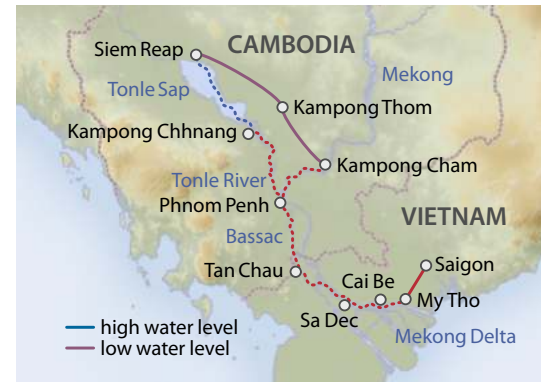 Siem Reap
CAMBODIA
Mekong
Tonle Sap
Kampong Thom
Kampong Chhnang
Kampong Cham
Tonle River
Phnom Penh
VIETNAM
Bassac
Tan Chau
Saigon
Cai Be
My Tho
Sa Dec
high water level
low water level
Mekong Delta